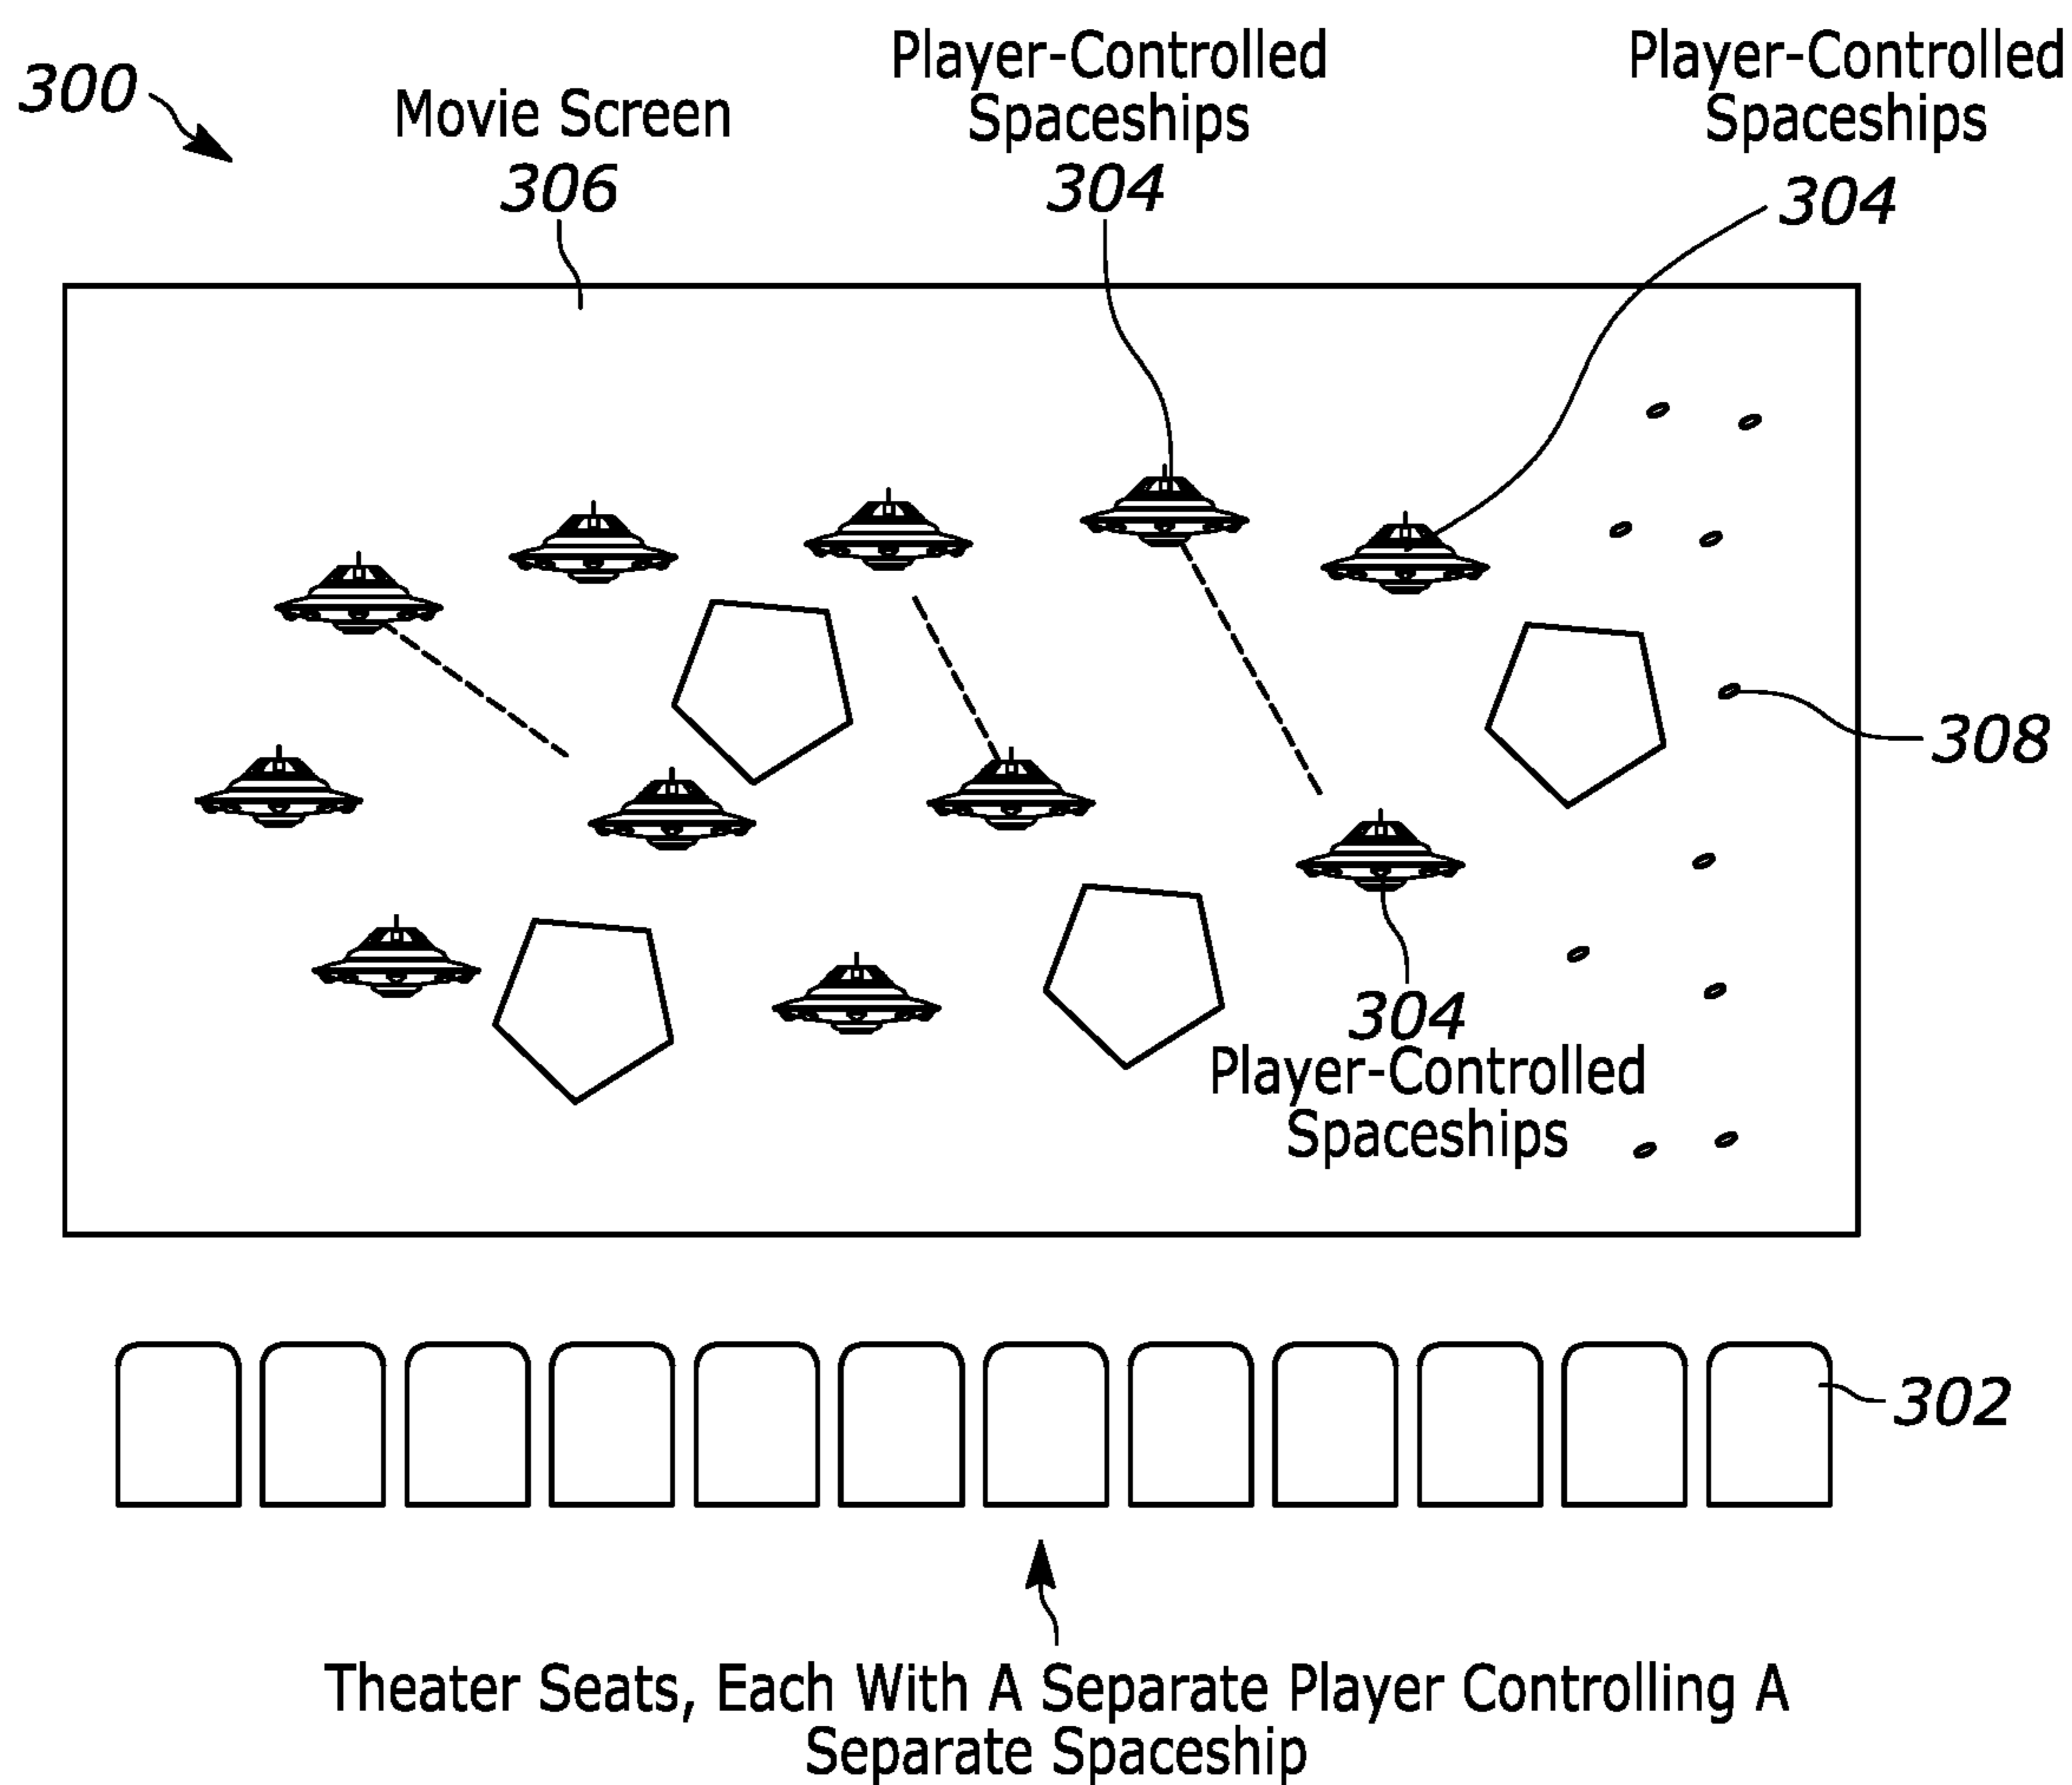 300
Movie Screen
306
Player-Controlled
Spaceships
304
Player-Controlled
Spaceships
304
308
304
Player-Controlled
Spaceships
302
Theater Seats, Each With A Separate Player Controlling A
Separate Spaceship